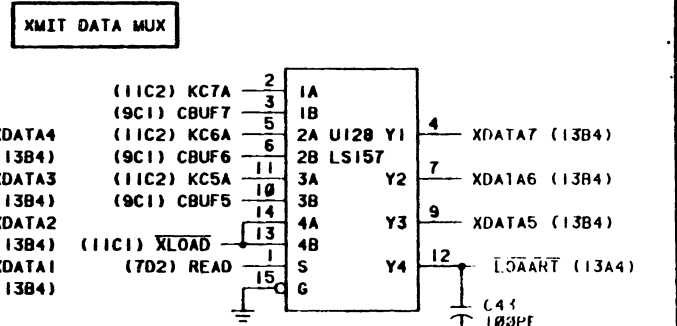 XMIT DATA MUX
(11C2) KC7A 2 1A
(9C1) CBUF7 3 1B
XDATA4 (11C2) KC6A 5 2A U128 Y1 4 XDATA7 (13B4)
(13B4) (9C1) CBUF6 6 2B LS157
XDATA3 (11C2) KC5A 11 3A Y2 7 XDATA6 (13B4)
(13B4) (9C1) CBUF5 10 3B
XDATA2 14 4A Y3 9 XDATA5 (13B4)
(13B4) (11C1) XLOAD 13 4B
XDATA1 (7D2) READ 1 S Y4 12 LOAART (13A4)
(13B4) 15 G
C43
100PF